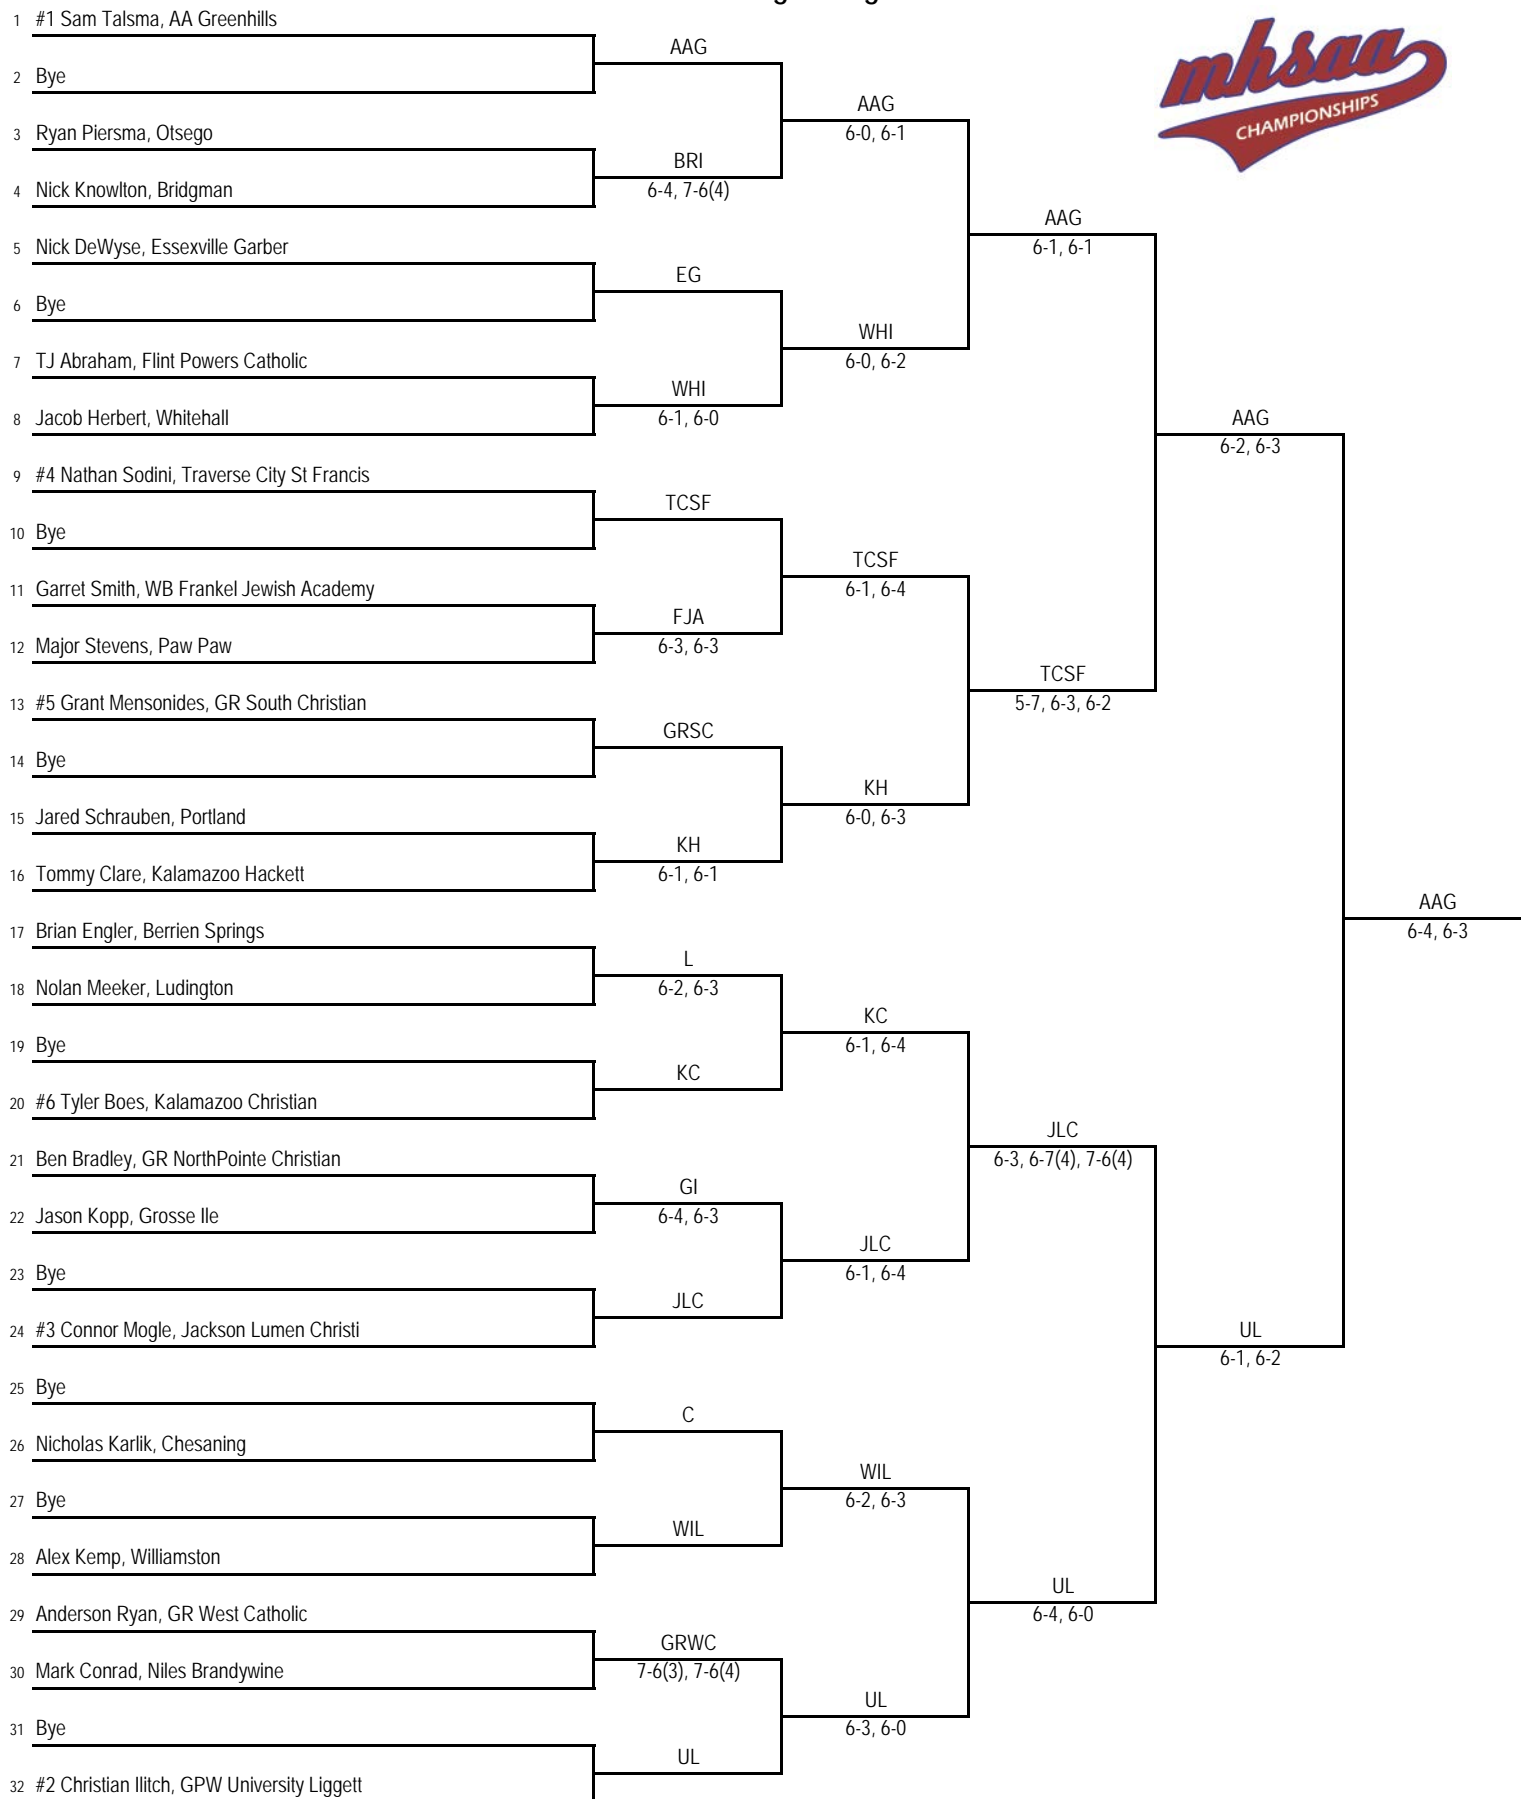 mhsaa
CHAMPIONSHIPS
1 #1 Sam Talsma, AA Greenhills
AAG
2 Bye
AAG
6-0, 6-1
3 Ryan Piersma, Otsego
BRI
6-4, 7-6(4)
4 Nick Knowlton, Bridgman
AAG
6-1, 6-1
5 Nick DeWyse, Essexville Garber
EG
6 Bye
WHI
6-0, 6-2
7 TJ Abraham, Flint Powers Catholic
WHI
6-1, 6-0
8 Jacob Herbert, Whitehall
AAG
6-2, 6-3
9 #4 Nathan Sodini, Traverse City St Francis
TCSF
10 Bye
TCSF
6-1, 6-4
11 Garret Smith, WB Frankel Jewish Academy
FJA
6-3, 6-3
12 Major Stevens, Paw Paw
TCSF
5-7, 6-3, 6-2
13 #5 Grant Mensonides, GR South Christian
GRSC
14 Bye
KH
6-0, 6-3
15 Jared Schrauben, Portland
KH
6-1, 6-1
16 Tommy Clare, Kalamazoo Hackett
AAG
6-4, 6-3
17 Brian Engler, Berrien Springs
L
6-2, 6-3
18 Nolan Meeker, Ludington
KC
6-1, 6-4
19 Bye
KC
20 #6 Tyler Boes, Kalamazoo Christian
JLC
6-3, 6-7(4), 7-6(4)
21 Ben Bradley, GR NorthPointe Christian
GI
6-4, 6-3
22 Jason Kopp, Grosse Ile
JLC
6-1, 6-4
23 Bye
JLC
24 #3 Connor Mogle, Jackson Lumen Christi
UL
6-1, 6-2
25 Bye
C
26 Nicholas Karlik, Chesaning
WIL
6-2, 6-3
27 Bye
WIL
28 Alex Kemp, Williamston
UL
6-4, 6-0
29 Anderson Ryan, GR West Catholic
GRWC
7-6(3), 7-6(4)
30 Mark Conrad, Niles Brandywine
UL
6-3, 6-0
31 Bye
UL
32 #2 Christian Ilitch, GPW University Liggett